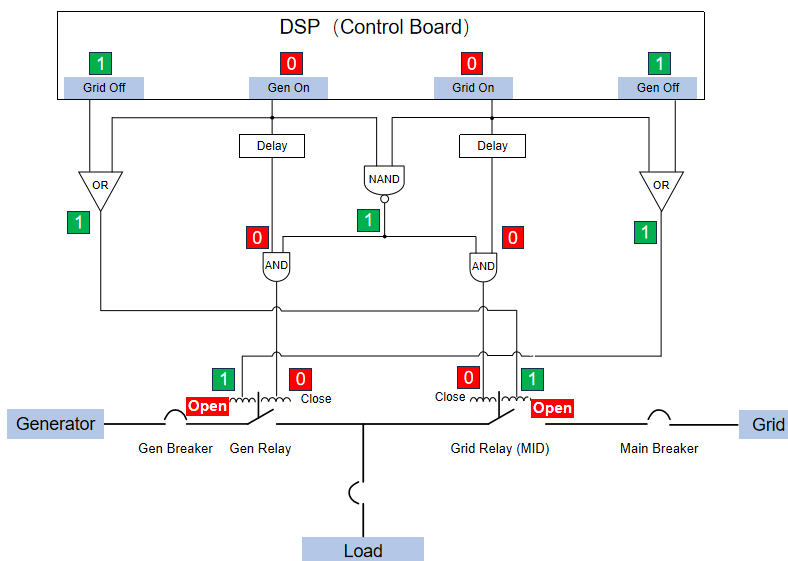 DSP（Control Board）
1 0 0 1
Grid Off Gen On Grid On Gen Off
Delay Delay
NAND
OR OR
1 1 1
0 0
AND AND
1 0 0 1
Close Close
Open Open
Generator Grid
Gen Breaker Gen Relay Grid Relay (MID) Main Breaker
Load